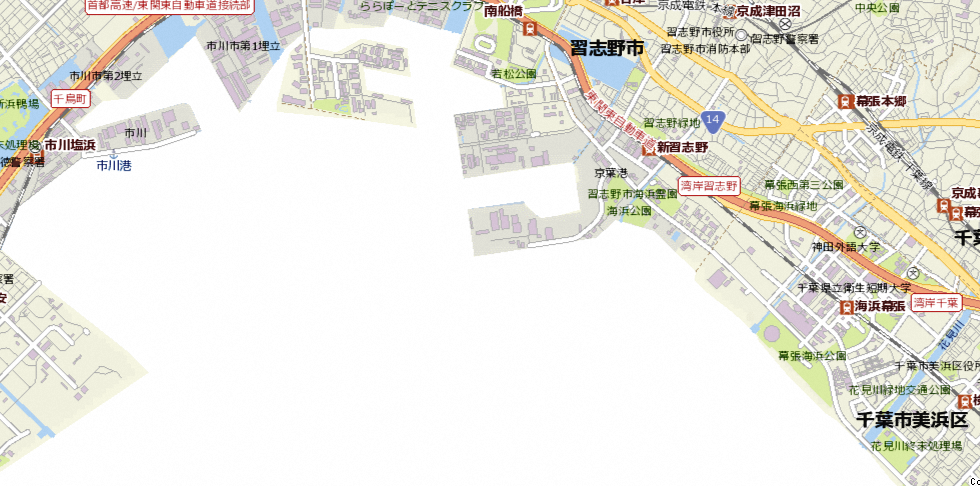 首都高速/東関東自動車道接続部
ららぽーとテニスクラブ
南船橋
京成津田沼
中央公園
習志野市役所
習志野警察署
習志野市消防本部
習志野市
市川市第1埋立
市川市第2埋立
若松公園
千鳥町
幕張本郷
東関東自動車道
習志野緑地
14
新習志野
市川
市川塩浜
市川港
京葉港
京成電鉄千葉線
湾岸習志野
幕張西第三公園
習志野市海浜霊園
幕張海浜緑地
海浜公園
神田外語大学
千葉県立衛生短期大学
海浜幕張
湾岸千葉
花見川
幕張海浜公園
千葉市美浜区役所
花見川緑地交通公園
千葉市美浜区
花見川終末処理場